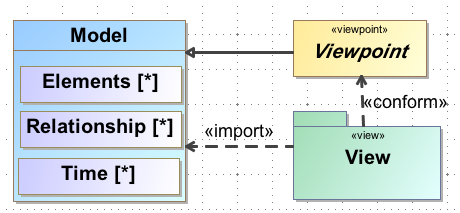 Model
Elements [*]
Relationship [*]
Time [*]
«viewpoint»
Viewpoint
«conform»
«import»
«view»
View